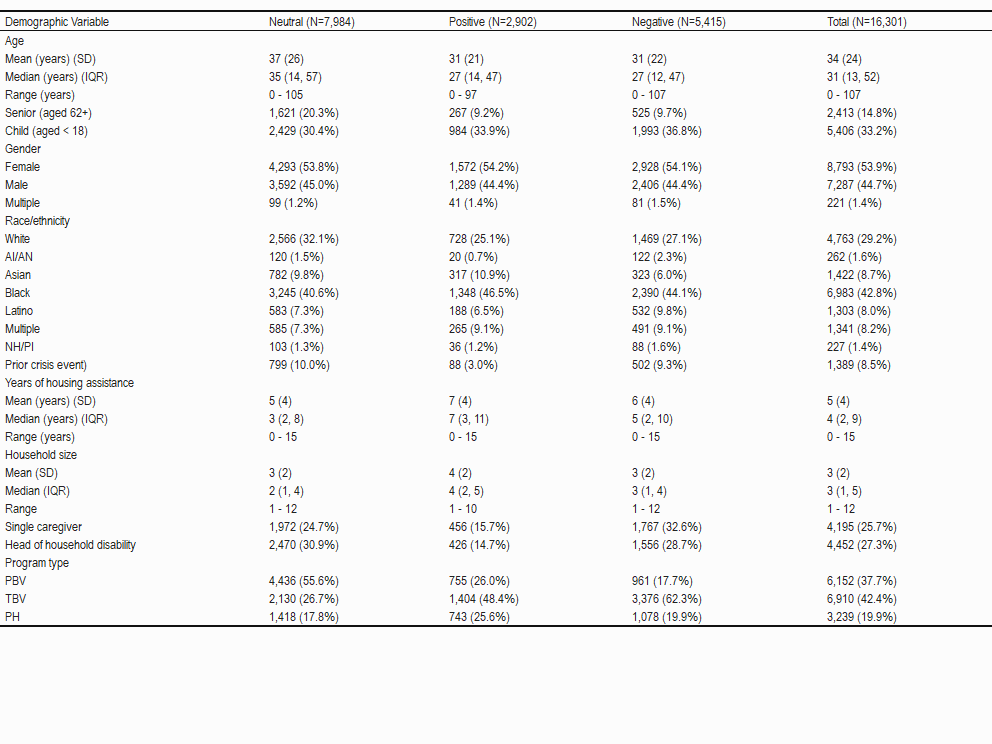 Demographic Variable Neutral (N=7,984) Positive (N=2,902) Negative (N=5,415) Total (N=16,301)
Age
Mean (years) (SD) 37 (26) 31 (21) 31 (22) 34 (24)
Median (years) (IQR) 35 (14, 57) 27 (14, 47) 27 (12, 47) 31 (13, 52)
Range (years) 0 - 105 0 - 97 0 - 107 0 - 107
Senior (aged 62+) 1,621 (20.3%) 267 (9.2%) 525 (9.7%) 2,413 (14.8%)
Child (aged < 18) 2,429 (30.4%) 984 (33.9%) 1,993 (36.8%) 5,406 (33.2%)
Gender
Female 4,293 (53.8%) 1,572 (54.2%) 2,928 (54.1%) 8,793 (53.9%)
Male 3,592 (45.0%) 1,289 (44.4%) 2,406 (44.4%) 7,287 (44.7%)
Multiple 99 (1.2%) 41 (1.4%) 81 (1.5%) 221 (1.4%)
Race/ethnicity
White 2,566 (32.1%) 728 (25.1%) 1,469 (27.1%) 4,763 (29.2%)
AI/AN 120 (1.5%) 20 (0.7%) 122 (2.3%) 262 (1.6%)
Asian 782 (9.8%) 317 (10.9%) 323 (6.0%) 1,422 (8.7%)
Black 3,245 (40.6%) 1,348 (46.5%) 2,390 (44.1%) 6,983 (42.8%)
Latino 583 (7.3%) 188 (6.5%) 532 (9.8%) 1,303 (8.0%)
Multiple 585 (7.3%) 265 (9.1%) 491 (9.1%) 1,341 (8.2%)
NH/PI 103 (1.3%) 36 (1.2%) 88 (1.6%) 227 (1.4%)
Prior crisis event) 799 (10.0%) 88 (3.0%) 502 (9.3%) 1,389 (8.5%)
Years of housing assistance
Mean (years) (SD) 5 (4) 7 (4) 6 (4) 5 (4)
Median (years) (IQR) 3 (2, 8) 7 (3, 11) 5 (2, 10) 4 (2, 9)
Range (years) 0 - 15 0 - 15 0 - 15 0 - 15
Household size
Mean (SD) 3 (2) 4 (2) 3 (2) 3 (2)
Median (IQR) 2 (1, 4) 4 (2, 5) 3 (1, 4) 3 (1, 5)
Range 1 - 12 1 - 10 1 - 12 1 - 12
Single caregiver 1,972 (24.7%) 456 (15.7%) 1,767 (32.6%) 4,195 (25.7%)
Head of household disability 2,470 (30.9%) 426 (14.7%) 1,556 (28.7%) 4,452 (27.3%)
Program type
PBV 4,436 (55.6%) 755 (26.0%) 961 (17.7%) 6,152 (37.7%)
TBV 2,130 (26.7%) 1,404 (48.4%) 3,376 (62.3%) 6,910 (42.4%)
PH 1,418 (17.8%) 743 (25.6%) 1,078 (19.9%) 3,239 (19.9%)